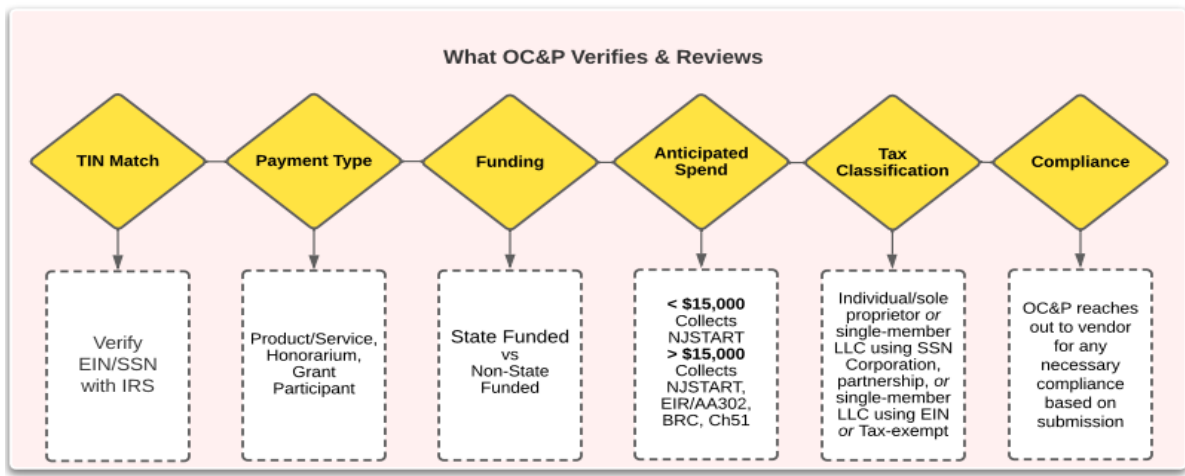 What OC&P Verifies & Reviews
TIN Match
Payment Type
Funding
Anticipated
Spend
Tax
Classification
Compliance
Verify
EIN/SSN
with IRS
Product/Service,
Honorarium,
Grant
Participant
State Funded
vs
Non-State
Funded
< $15,000
Collects
NJSTART
> $15,000
Collects
NJSTART,
EIR/AA302,
BRC, Ch51
Individual/sole
proprietor or
single-member
LLC using SSN
Corporation,
partnership, or
single-member
LLC using EIN
or Tax-exempt
OC&P reaches
out to vendor
for any
necessary
compliance
based on
submission